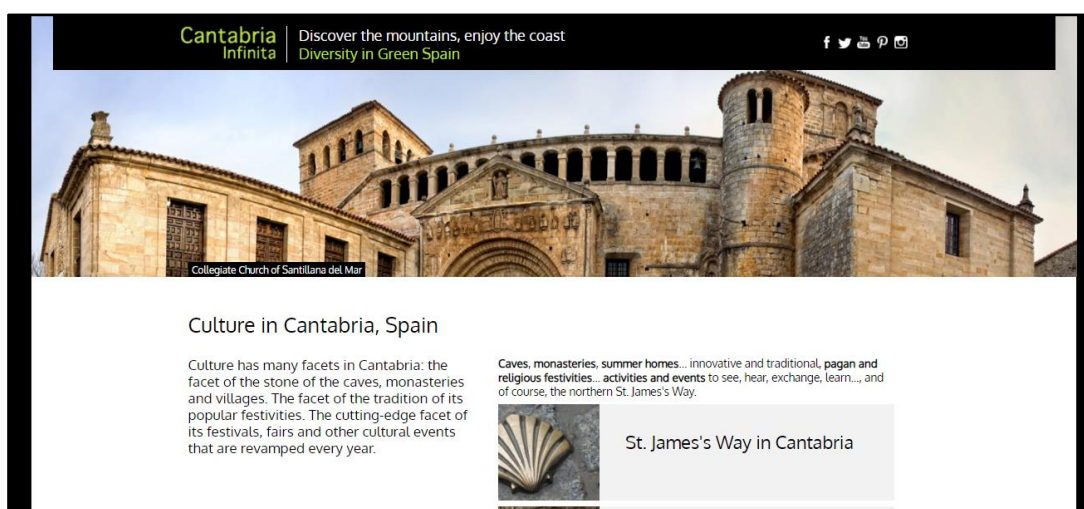 Cantabria
Infinita
Discover the mountains, enjoy the coast
Diversity in Green Spain
You
Tube
Collegiate Church of Santillana del Mar
Culture in Cantabria, Spain
Culture has many facets in Cantabria: the
facet of the stone of the caves, monasteries
and villages. The facet of the tradition of its
popular festivities. The cutting-edge facet of
its festivals, fairs and other cultural events
that are revamped every year.
Caves, monasteries, summer homes... innovative and traditional, pagan and
religious festivities... activities and events to see, hear, exchange, learn..., and
of course, the northern St. James's Way.
St. James's Way in Cantabria